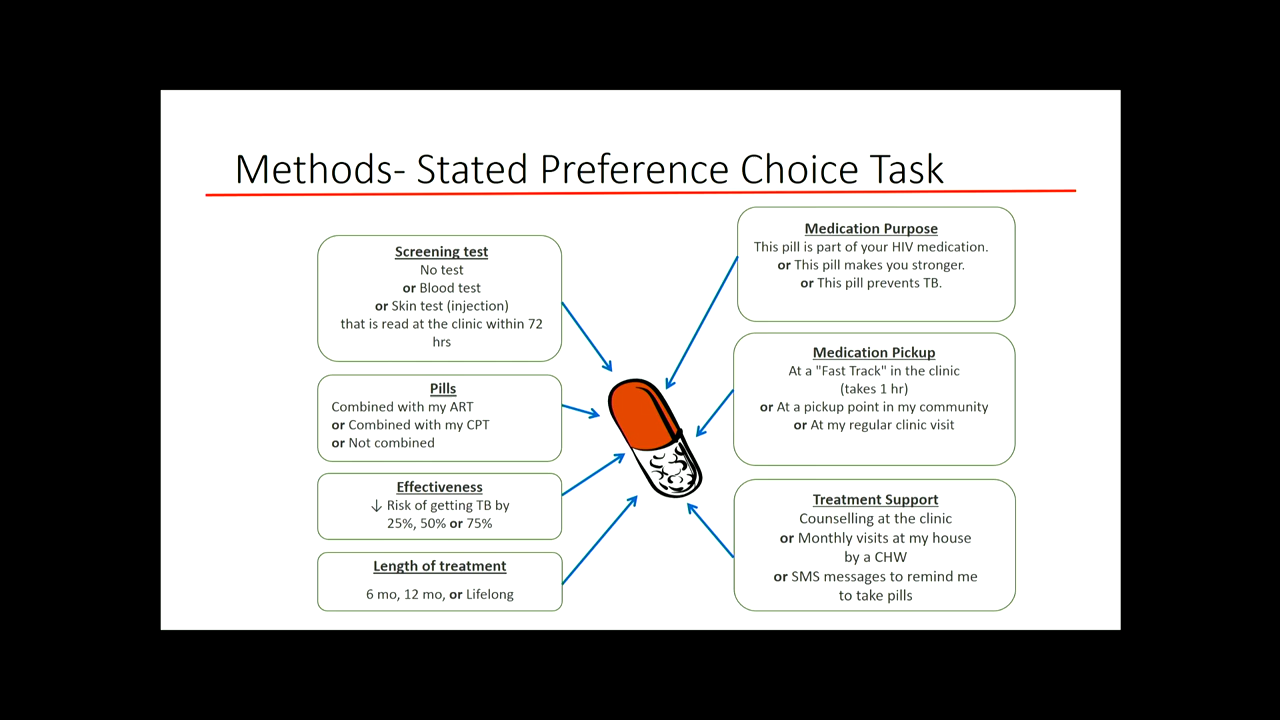 Methods- Stated Preference Choice Task
Screening test
No test
or Blood test
or Skin test (injection)
that is read at the clinic within 72
hrs
Pills
Combined with my ART
or Combined with my CPT
or Not combined
Effectiveness
↓ Risk of getting TB by
25%, 50% or 75%
Length of treatment
6 mo, 12 mo, or Lifelong
Medication Purpose
This pill is part of your HIV medication.
or This pill makes you stronger.
or This pill prevents TB.
Medication Pickup
At a "Fast Track" in the clinic
(takes 1 hr)
or At a pickup point in my community
or At my regular clinic visit
Treatment Support
Counselling at the clinic
or Monthly visits at my house
by a CHW
or SMS messages to remind me
to take pills